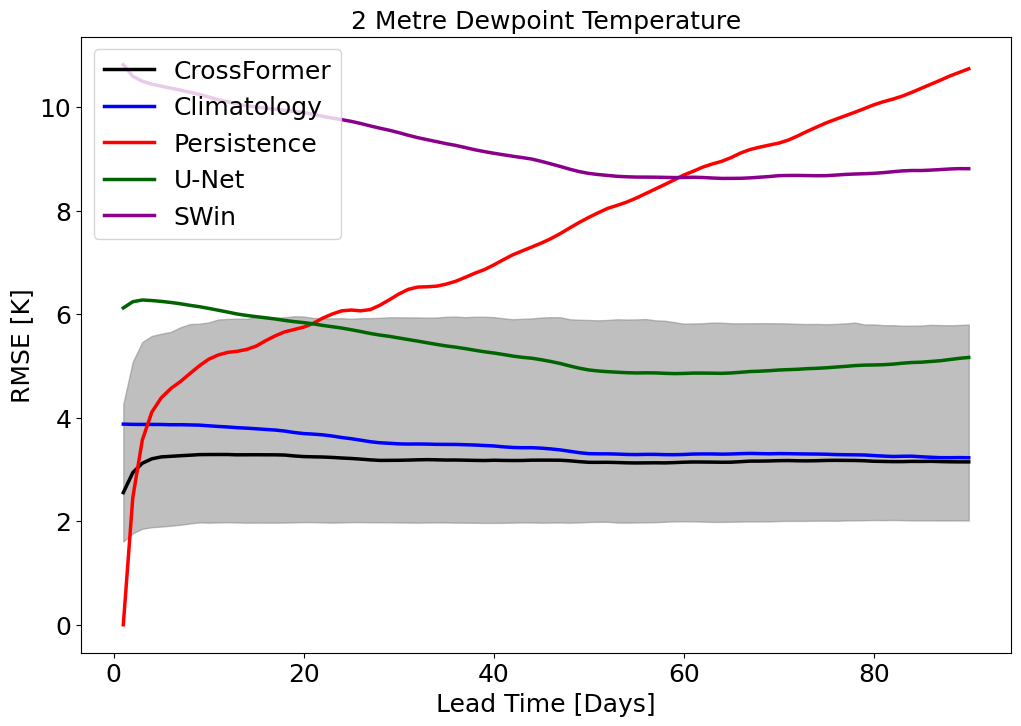 2 Metre Dewpoint Temperature
CrossFormer
Climatology
Persistence
U-Net
SWin
RMSE [K]
10
8
6
4
2
0
0 20 40 60 80
Lead Time [Days]